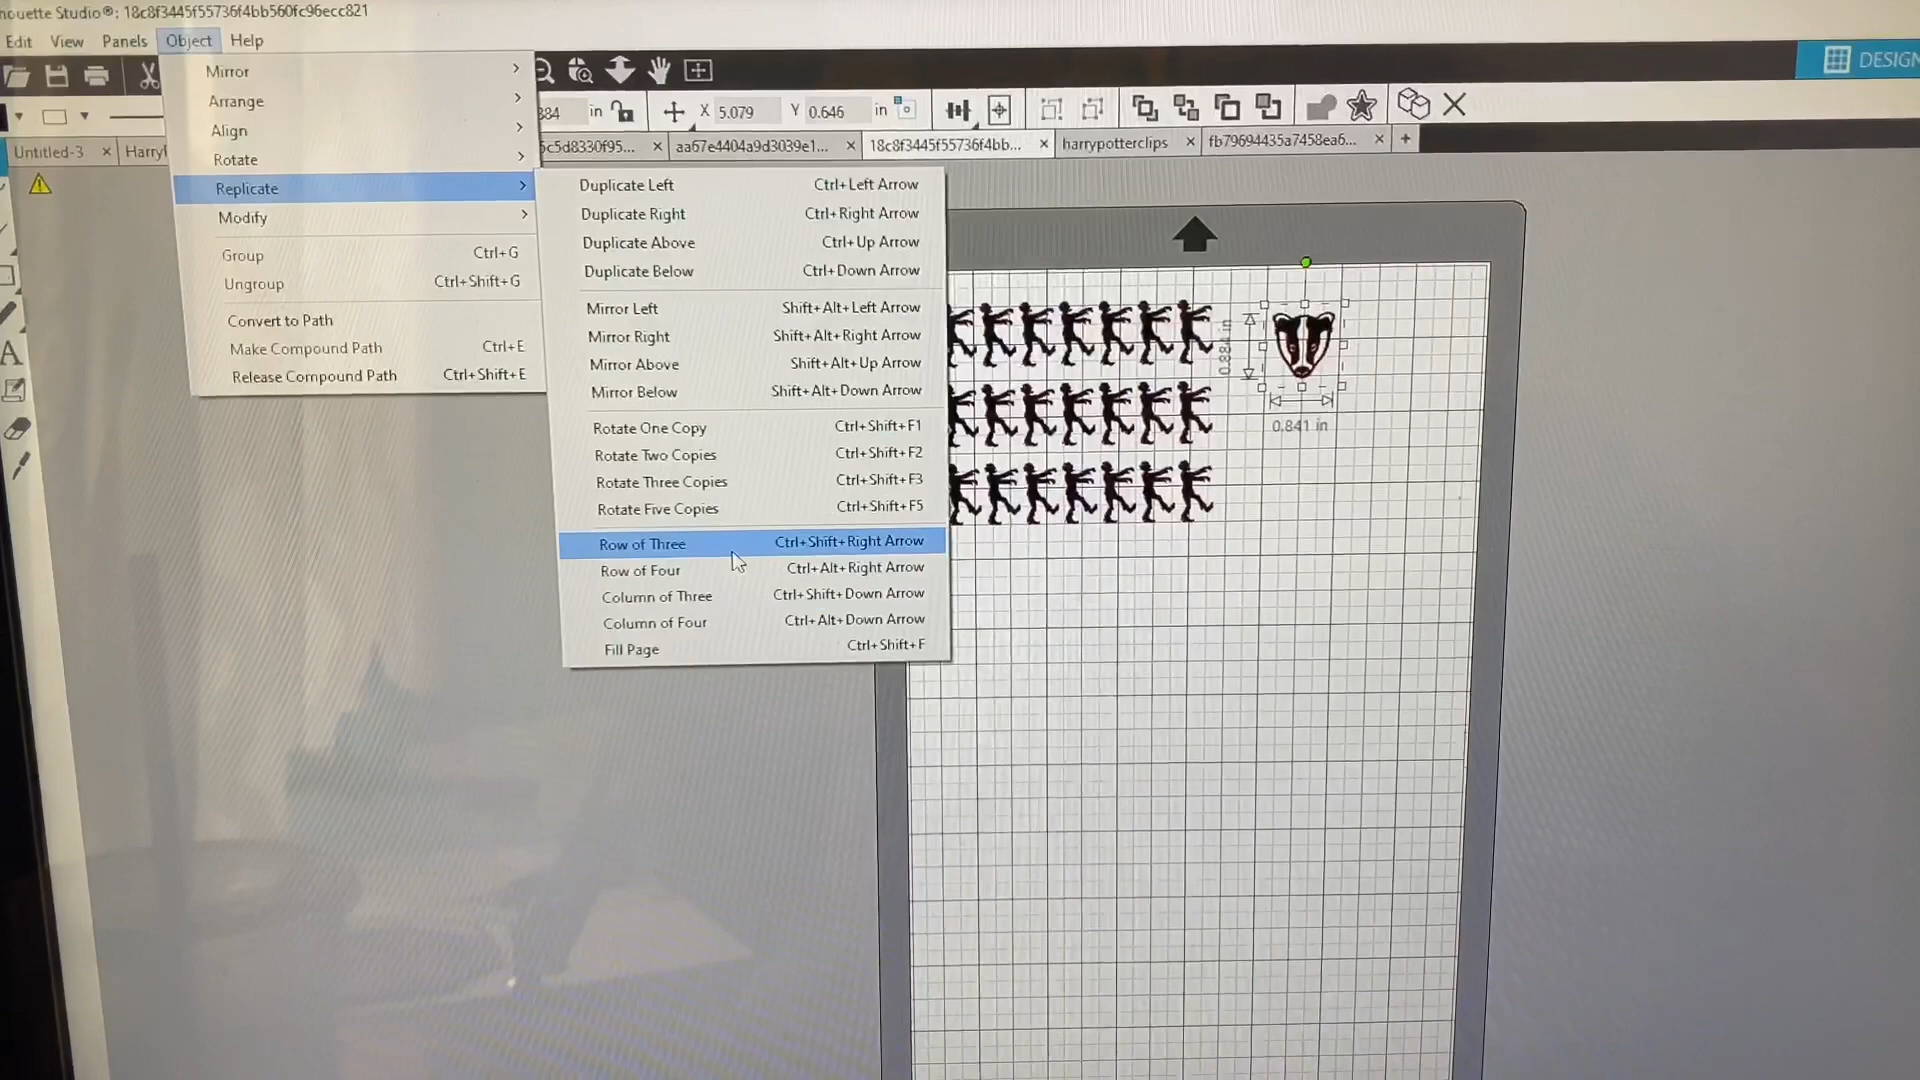 ouette Studio®: 18c8f3445f55736f4bb560fc96ecc821
Edit View Panels Object Help
DESIGN
84 in X 5.079 Y 0.646 in
Untitled-3 × Harry
5c5d8330f95... × aa67e4404a9d3039e1... × 18c8f3445f55736f4bb... × harrypotterclips × fb79694435a7458ea6... × +
Mirror
Arrange
Align
Rotate
Replicate
Modify
Group Ctrl+G
Ungroup Ctrl+Shift+G
Convert to Path
Make Compound Path Ctrl+E
Release Compound Path Ctrl+Shift+E
Duplicate Left Ctrl+Left Arrow
Duplicate Right Ctrl+Right Arrow
Duplicate Above Ctrl+Up Arrow
Duplicate Below Ctrl+Down Arrow
Mirror Left Shift+Alt+Left Arrow
Mirror Right Shift+Alt+Right Arrow
Mirror Above Shift+Alt+Up Arrow
Mirror Below Shift+Alt+Down Arrow
Rotate One Copy Ctrl+Shift+F1
Rotate Two Copies Ctrl+Shift+F2
Rotate Three Copies Ctrl+Shift+F3
Rotate Five Copies Ctrl+Shift+F5
Row of Three Ctrl+Shift+Right Arrow
Row of Four Ctrl+Alt+Right Arrow
Column of Three Ctrl+Shift+Down Arrow
Column of Four Ctrl+Alt+Down Arrow
Fill Page Ctrl+Shift+F
0.884 in
0.841 in
A